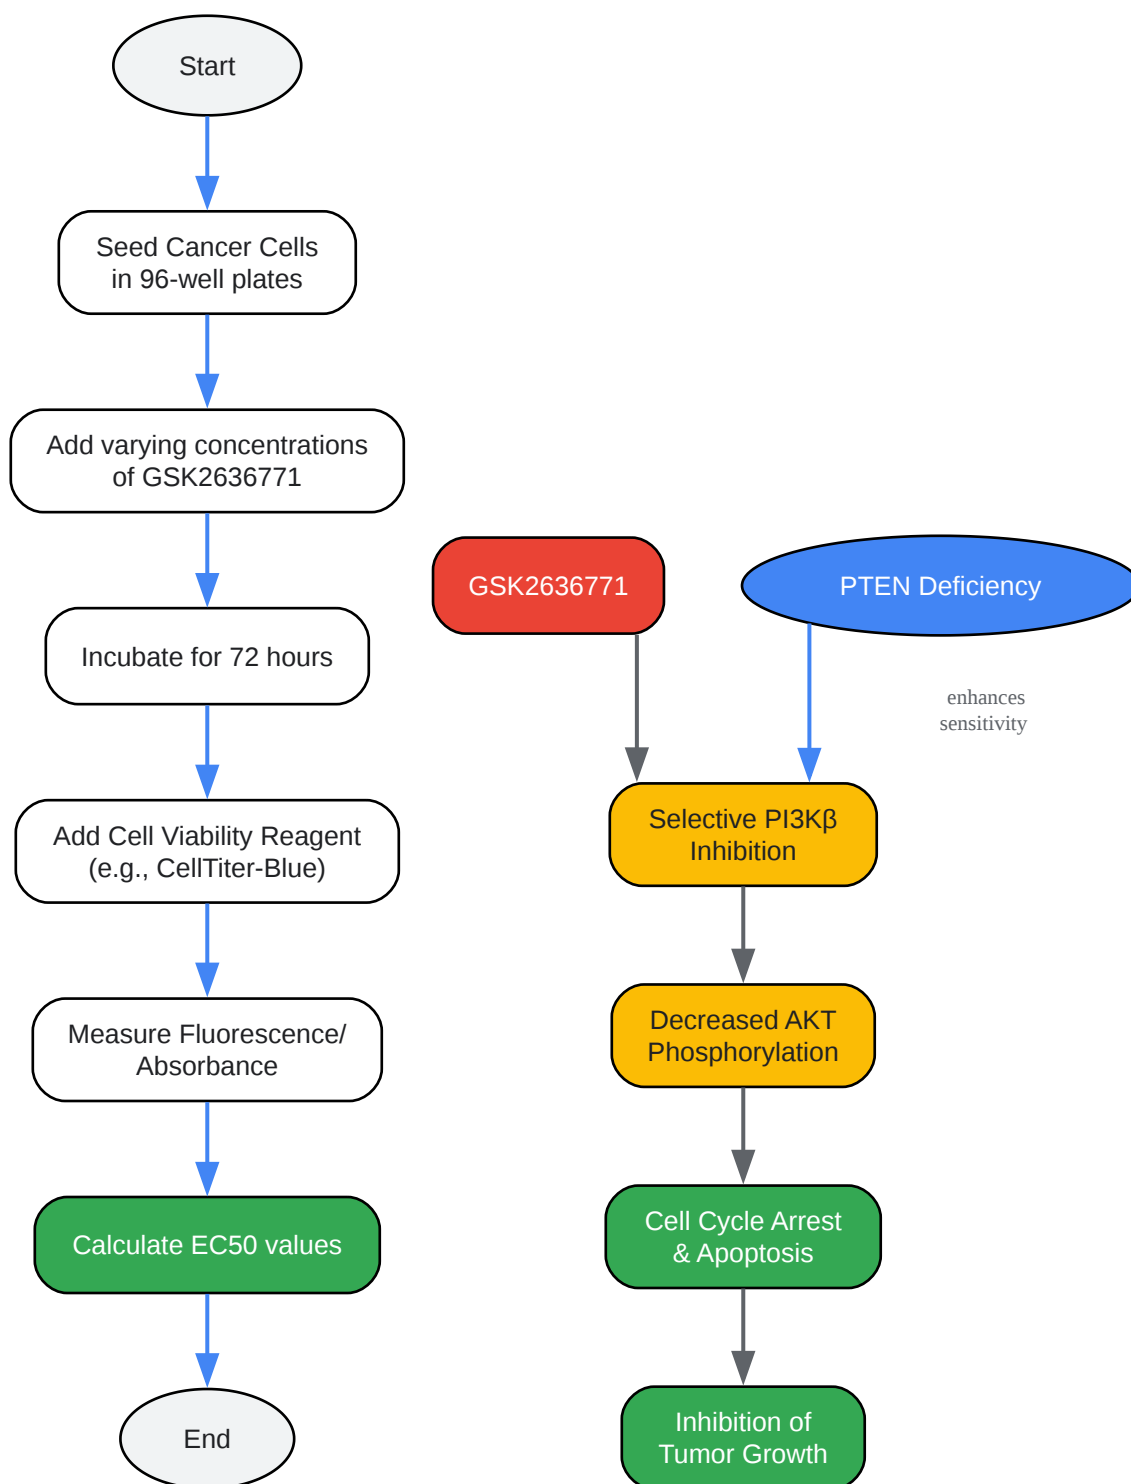 Start
Seed Cancer Cells
in 96-well plates
Add varying concentrations
of GSK2636771
Incubate for 72 hours
Add Cell Viability Reagent
(e.g., CellTiter-Blue)
Measure Fluorescence/
Absorbance
Calculate EC50 values
End
GSK2636771
PTEN Deficiency
enhances
sensitivity
Selective PI3Kβ
Inhibition
Decreased AKT
Phosphorylation
Cell Cycle Arrest
& Apoptosis
Inhibition of
Tumor Growth